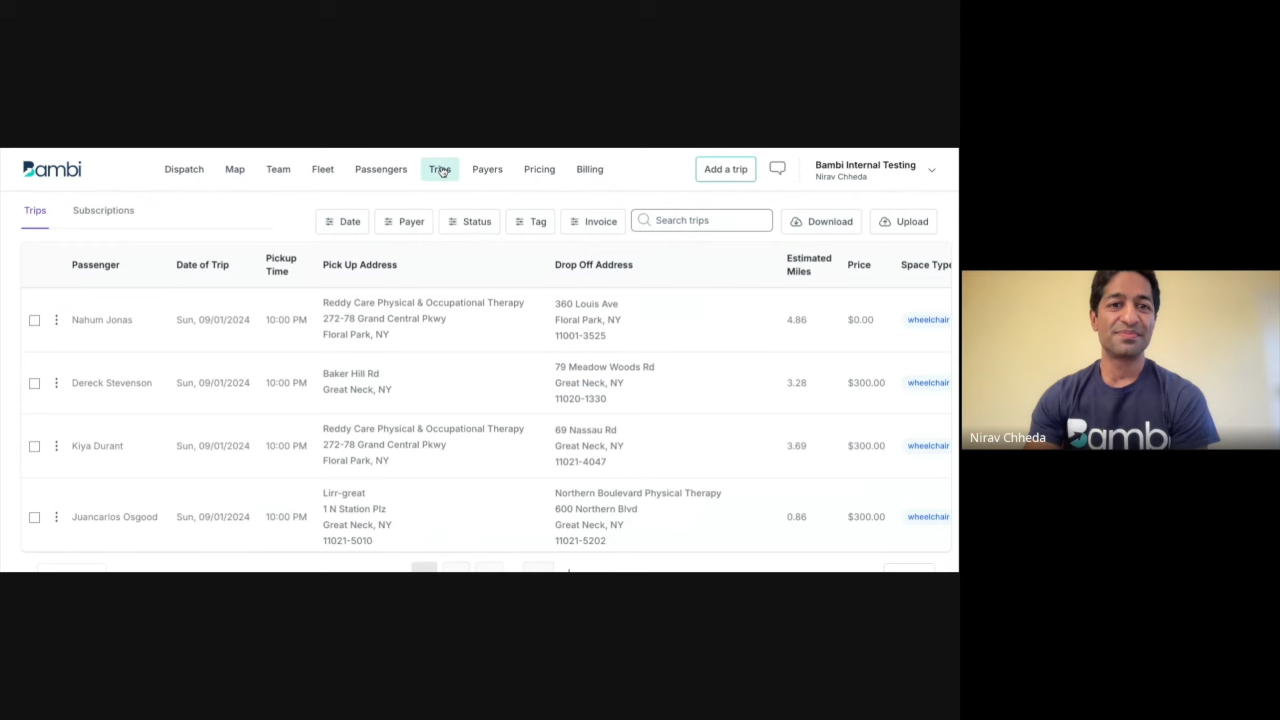 Bambi
Dispatch
Map
Team
Fleet
Passengers
Trips
Payers
Pricing
Billing
Add a trip
Bambi Internal Testing
Nirav Chheda
Trips
Subscriptions
Date
Payer
Status
Tag
Invoice
Search trips
Download
Upload
Passenger
Date of Trip
Pickup
Time
Pick Up Address
Drop Off Address
Estimated
Miles
Price
Space Type
Nahum Jonas
Sun, 09/01/2024
10:00 PM
Reddy Care Physical & Occupational Therapy
272-78 Grand Central Pkwy
Floral Park, NY
360 Louis Ave
Floral Park, NY
11001-3525
4.86
$0.00
wheelchair
Dereck Stevenson
Sun, 09/01/2024
10:00 PM
Baker Hill Rd
Great Neck, NY
79 Meadow Woods Rd
Great Neck, NY
11020-1330
3.28
$300.00
wheelchair
Kiya Durant
Sun, 09/01/2024
10:00 PM
Reddy Care Physical & Occupational Therapy
272-78 Grand Central Pkwy
Floral Park, NY
69 Nassau Rd
Great Neck, NY
11021-4047
3.69
$300.00
wheelchair
Juancarlos Osgood
Sun, 09/01/2024
10:00 PM
Lirr-great
1 N Station Plz
Great Neck, NY
11021-5010
Northern Boulevard Physical Therapy
600 Northern Blvd
Great Neck, NY
11021-5202
0.86
$300.00
wheelchair
Nirav Chheda
Bambi